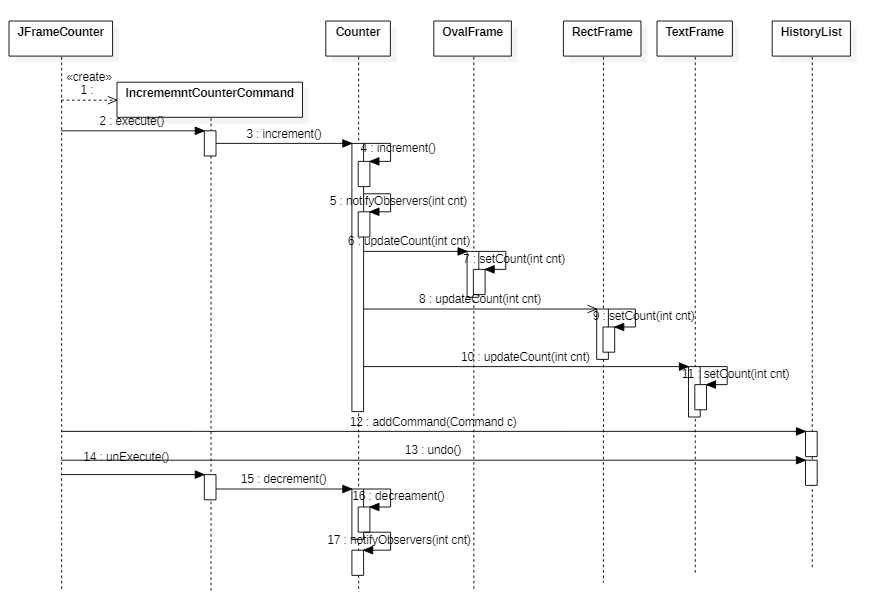 JFrameCounter
Counter
OvalFrame
RectFrame
TextFrame
HistoryList
«create»
1 :
IncrememntCounterCommand
2 : execute()
3 : increment()
4 : increment()
5 : notifyObservers(int cnt)
6 : updateCount(int cnt)
7 : setCount(int cnt)
8 : updateCount(int cnt)
9 : setCount(int cnt)
10 : updateCount(int cnt)
11 : setCount(int cnt)
12 : addCommand(Command c)
13 : undo()
14 : unExecute()
15 : decrement()
16 : decreament()
17 : notifyObservers(int cnt)